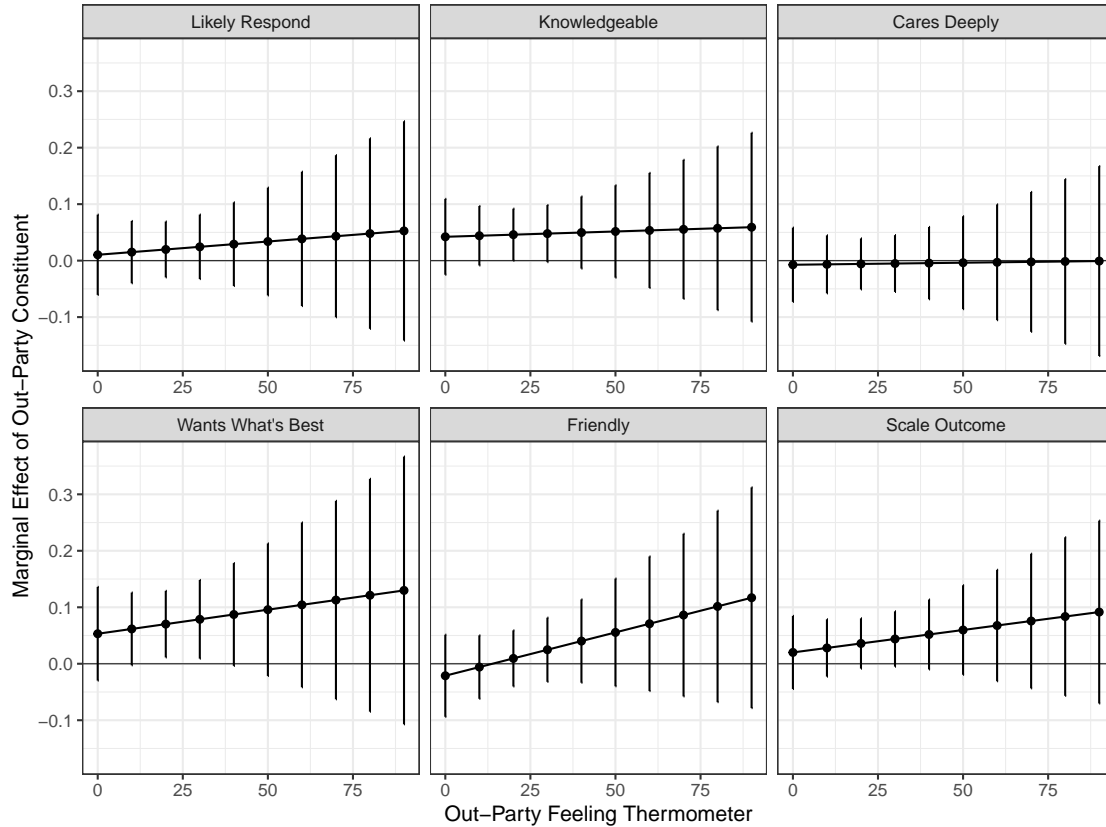 Likely Respond
Knowledgeable
Cares Deeply
0.3
0.2
0.1
0.0
−0.1
0 25 50 75
0 25 50 75
0 25 50 75
Wants What's Best
Friendly
Scale Outcome
0.3
0.2
0.1
0.0
−0.1
0 25 50 75
0 25 50 75
0 25 50 75
Marginal Effect of Out−Party Constituent
Out−Party Feeling Thermometer